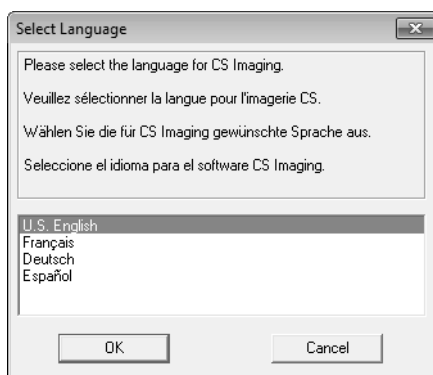 Select Language
Please select the language for CS Imaging.
Veuillez sélectionner la langue pour l'imagerie CS.
Wählen Sie die für CS Imaging gewünschte Sprache aus.
Seleccione el idioma para el software CS Imaging.
U.S. English
Français
Deutsch
Español
OK
Cancel